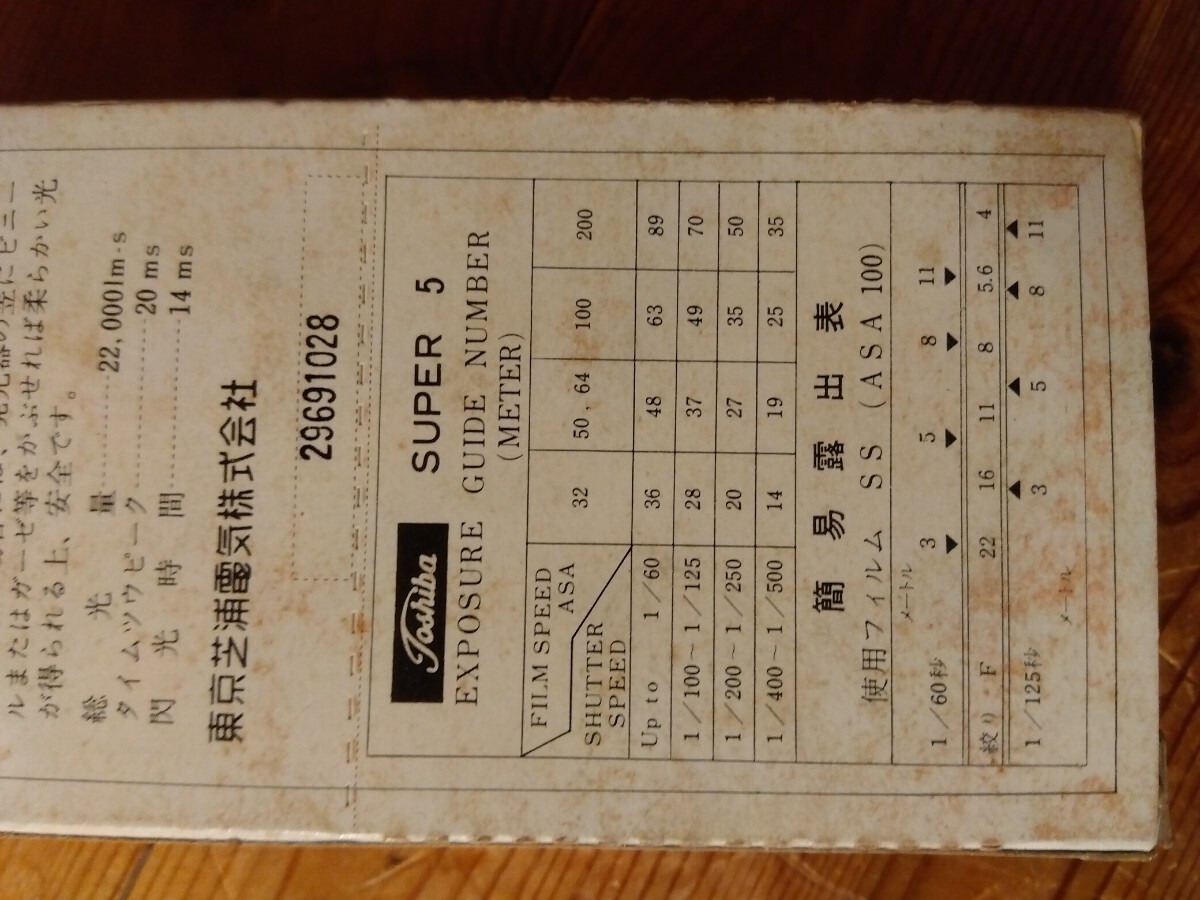 ルまたはガーゼ等をかぶせれば柔らかい光
が得られる上、安全です。
総光量………22,000lm·s
タイムツウピーク………20ms
閃光時間………14ms
東京芝浦電気株式会社
29691028
Toshiba SUPER 5
EXPOSURE GUIDE NUMBER
(METER)
FILM SPEED ASA 32 50, 64 100 200
SHUTTER SPEED
Up to 1/60 36 48 63 89
1/100~1/125 28 37 49 70
1/200~1/250 20 27 35 50
1/400~1/500 14 19 25 35
簡易露出表
使用フィルム SS (ASA 100)
メートル
1/60秒 3 5 8 11
▼ ▼ ▼ ▼
絞り·F 22 16 11 8 5.6 4
▲ ▲ ▲ ▲
1/125秒 3 5 8 11
メートル